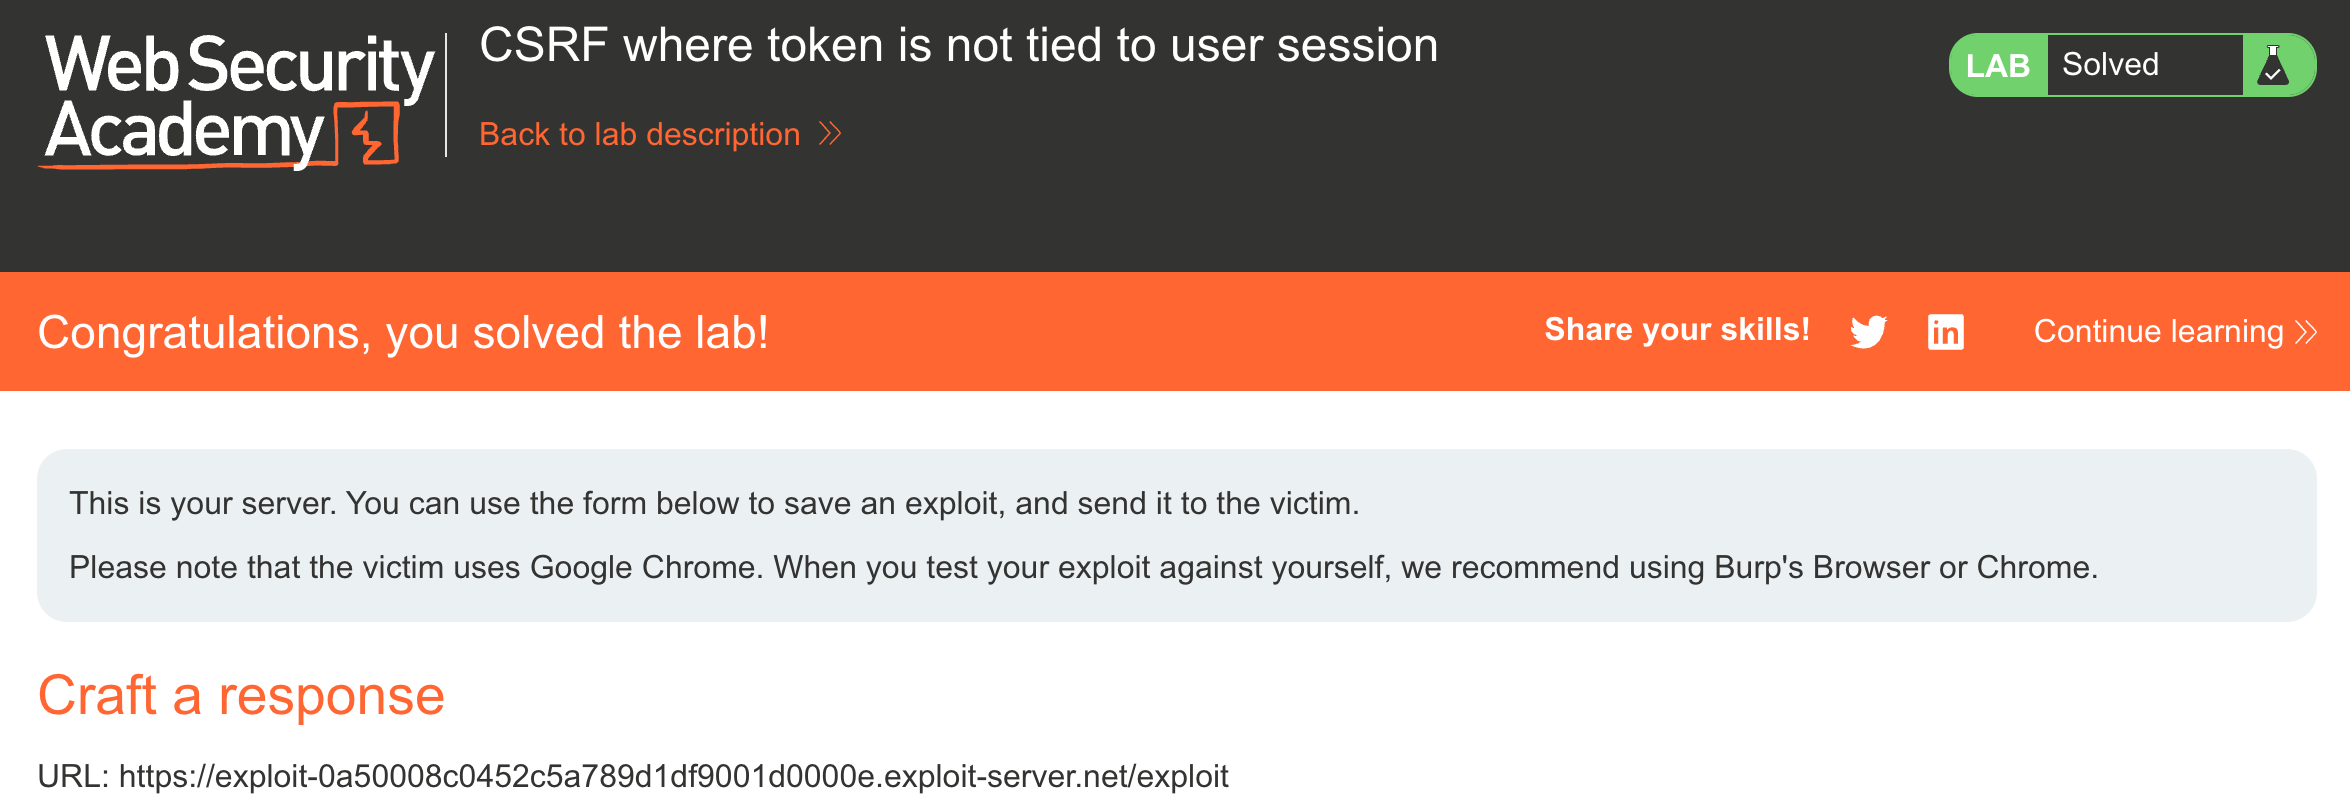 Web Security
Academy
CSRF where token is not tied to user session
Back to lab description
LAB Solved
Congratulations, you solved the lab!
Share your skills!
Continue learning
This is your server. You can use the form below to save an exploit, and send it to the victim.
Please note that the victim uses Google Chrome. When you test your exploit against yourself, we recommend using Burp's Browser or Chrome.
Craft a response
URL: https://exploit-0a50008c0452c5a789d1df9001d0000e.exploit-server.net/exploit